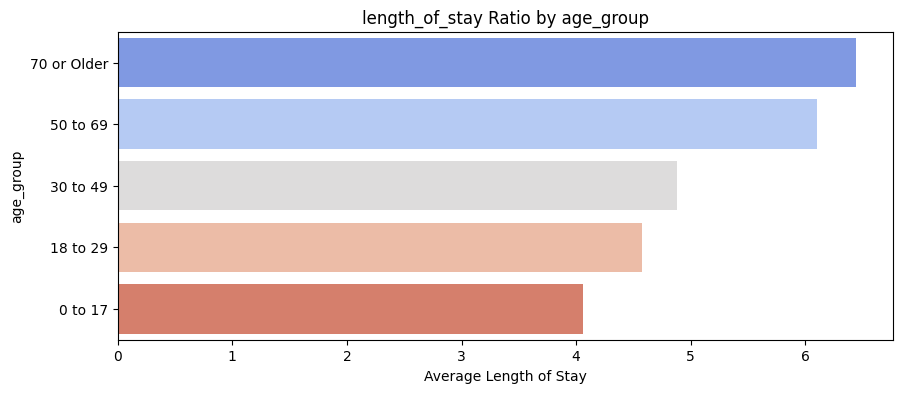 length_of_stay Ratio by age_group
70 or Older
50 to 69
30 to 49
18 to 29
0 to 17
age_group
0 1 2 3 4 5 6
Average Length of Stay